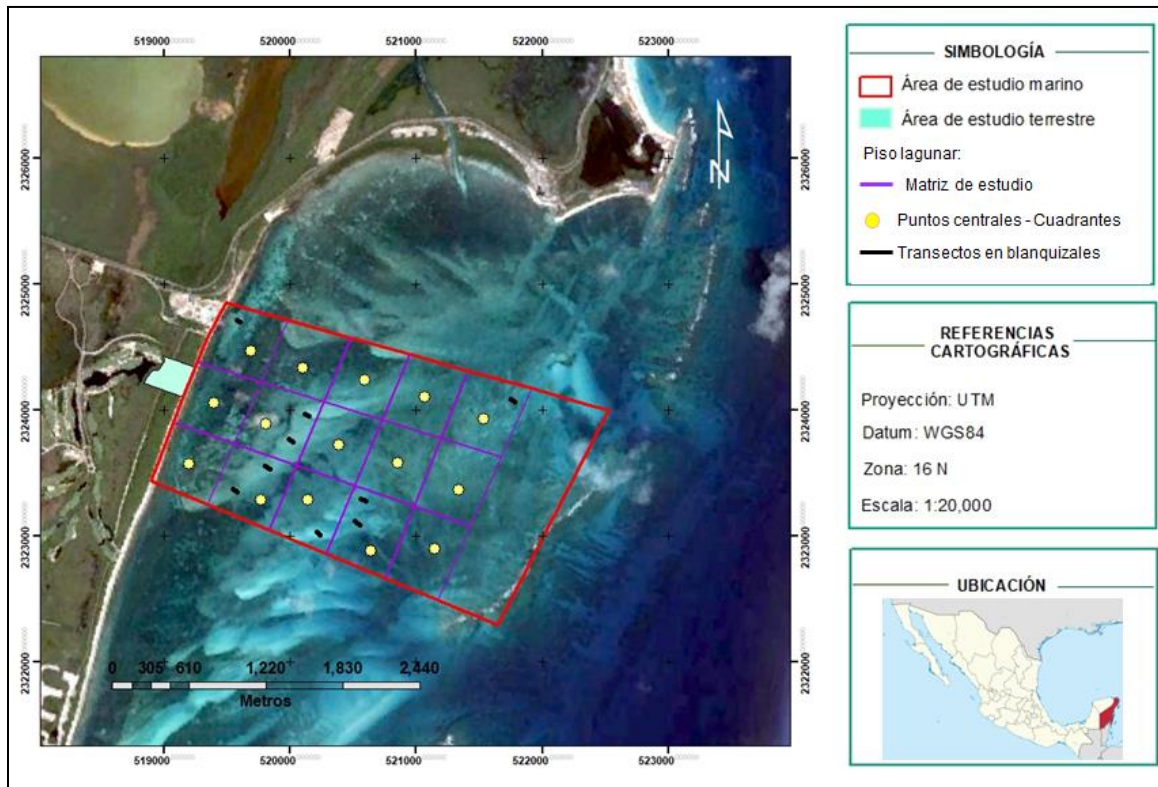 519000
520000
521000
522000
523000
2326000
2325000
2324000
2323000
2322000
2326000
2325000
2324000
2323000
2322000
N
0 305 610 1,220 1,830 2,440
Metros
519000
520000
521000
522000
523000
SIMBOLOGÍA
Área de estudio marino
Área de estudio terrestre
Piso lagunar:
Matriz de estudio
Puntos centrales - Cuadrantes
Transectos en blanquizales
REFERENCIAS
CARTOGRÁFICAS
Proyección: UTM
Datum: WGS84
Zona: 16 N
Escala: 1:20,000
UBICACIÓN